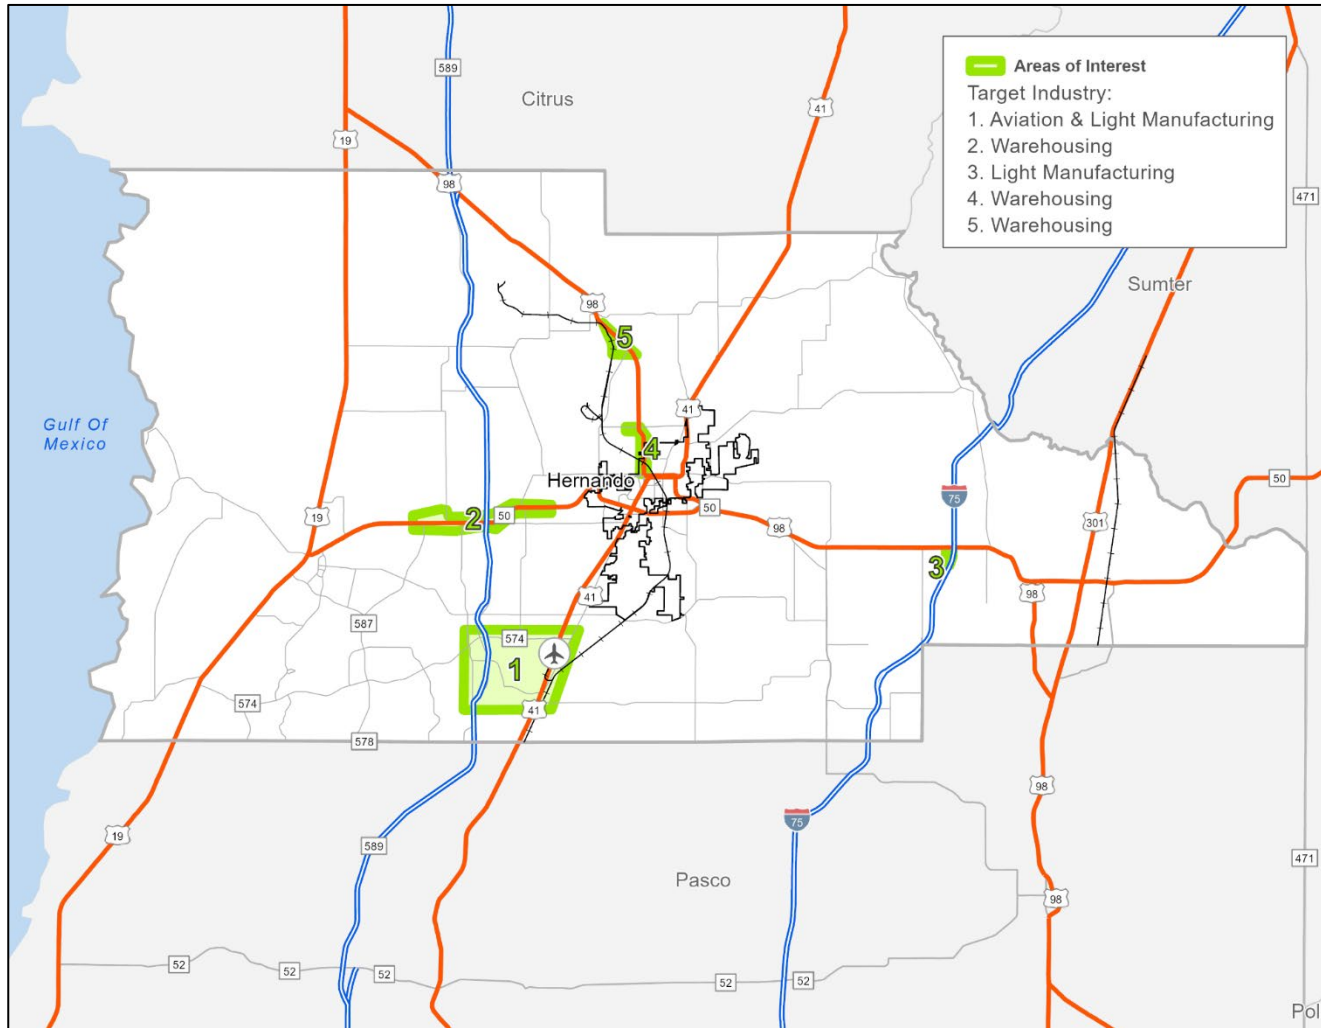 589
Citrus
41
19
Areas of Interest
Target Industry:
1. Aviation & Light Manufacturing
2. Warehousing
3. Light Manufacturing
4. Warehousing
5. Warehousing
471
98
Sumter
98
5
41
Gulf Of
Mexico
4
Hernando
50
75
19
2
50
50
98
301
3
98
41
587
574
1
574
41
578
98
75
19
589
471
Pasco
98
52
52
52
52
52
Pol